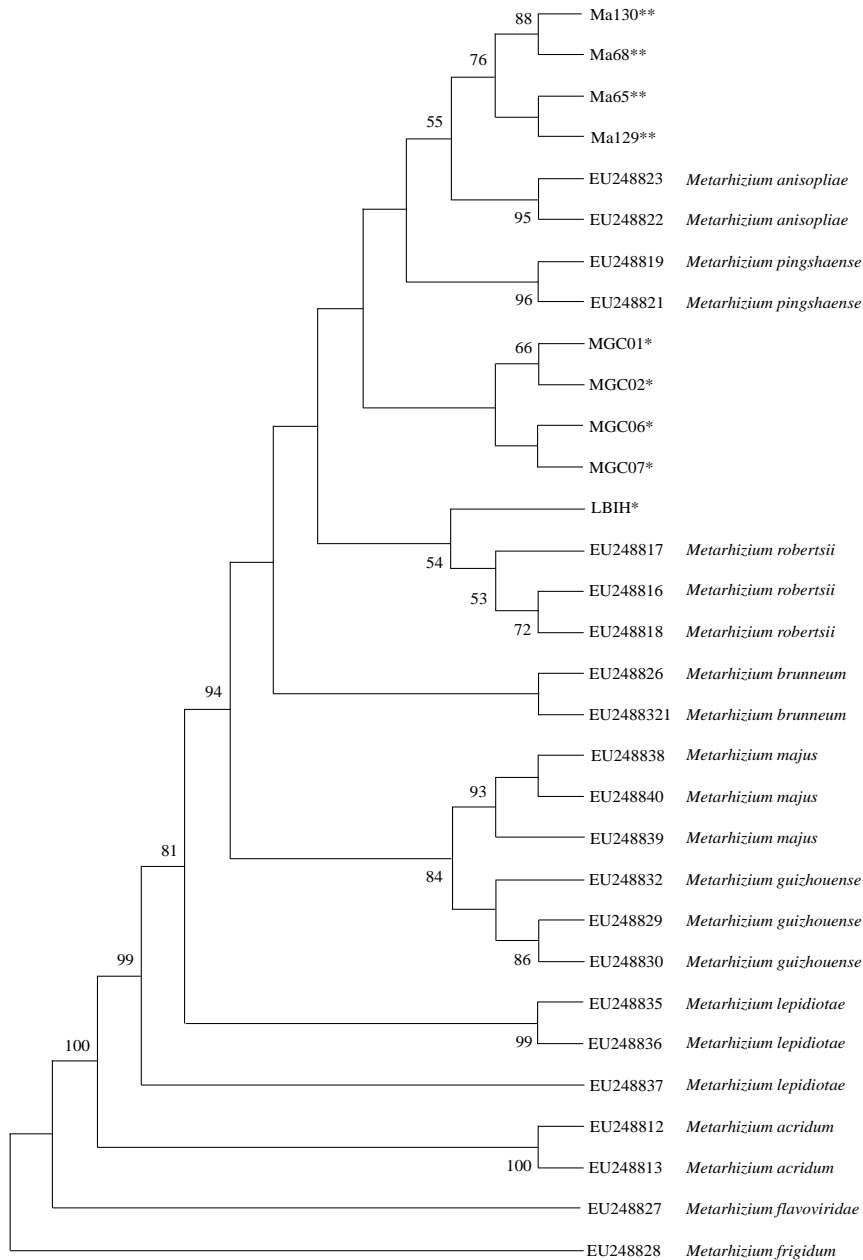 88
Ma130**
Ma68**
76
Ma65**
55
Ma129**
EU248823 Metarhizium anisopliae
95
EU248822 Metarhizium anisopliae
EU248819 Metarhizium pingshaense
96
EU248821 Metarhizium pingshaense
66
MGC01*
MGC02*
MGC06*
MGC07*
LBIH*
54
EU248817 Metarhizium robertsii
53
EU248816 Metarhizium robertsii
72
EU248818 Metarhizium robertsii
94
EU248826 Metarhizium brunneum
EU2488321 Metarhizium brunneum
EU248838 Metarhizium majus
93
EU248840 Metarhizium majus
EU248839 Metarhizium majus
81
84
EU248832 Metarhizium guizhouense
EU248829 Metarhizium guizhouense
99
86
EU248830 Metarhizium guizhouense
EU248835 Metarhizium lepidiotae
100
99
EU248836 Metarhizium lepidiotae
EU248837 Metarhizium lepidiotae
EU248812 Metarhizium acridum
100
EU248813 Metarhizium acridum
EU248827 Metarhizium flavoviridae
EU248828 Metarhizium frigidum